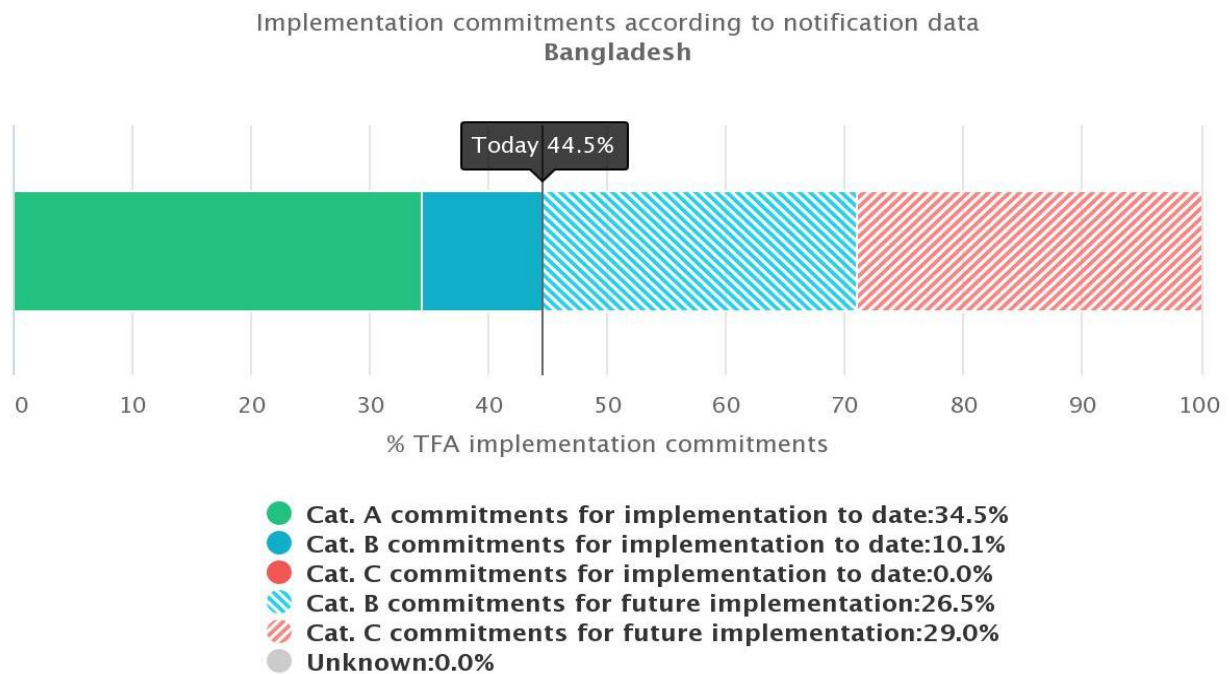 Implementation commitments according to notification data
Bangladesh
Today 44.5%
0 10 20 30 40 50 60 70 80 90 100
% TFA implementation commitments
Cat. A commitments for implementation to date:34.5%
Cat. B commitments for implementation to date:10.1%
Cat. C commitments for implementation to date:0.0%
Cat. B commitments for future implementation:26.5%
Cat. C commitments for future implementation:29.0%
Unknown:0.0%